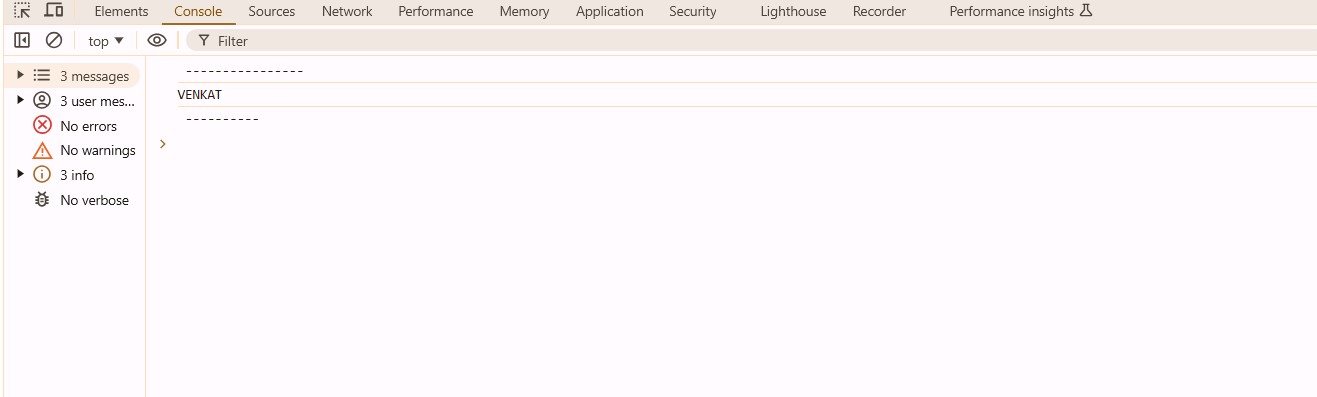 Elements Console Sources Network Performance Memory Application Security Lighthouse Recorder Performance insights
top Filter
3 messages
3 user mes...
No errors
No warnings
3 info
No verbose
----------------
VENKAT
----------
>